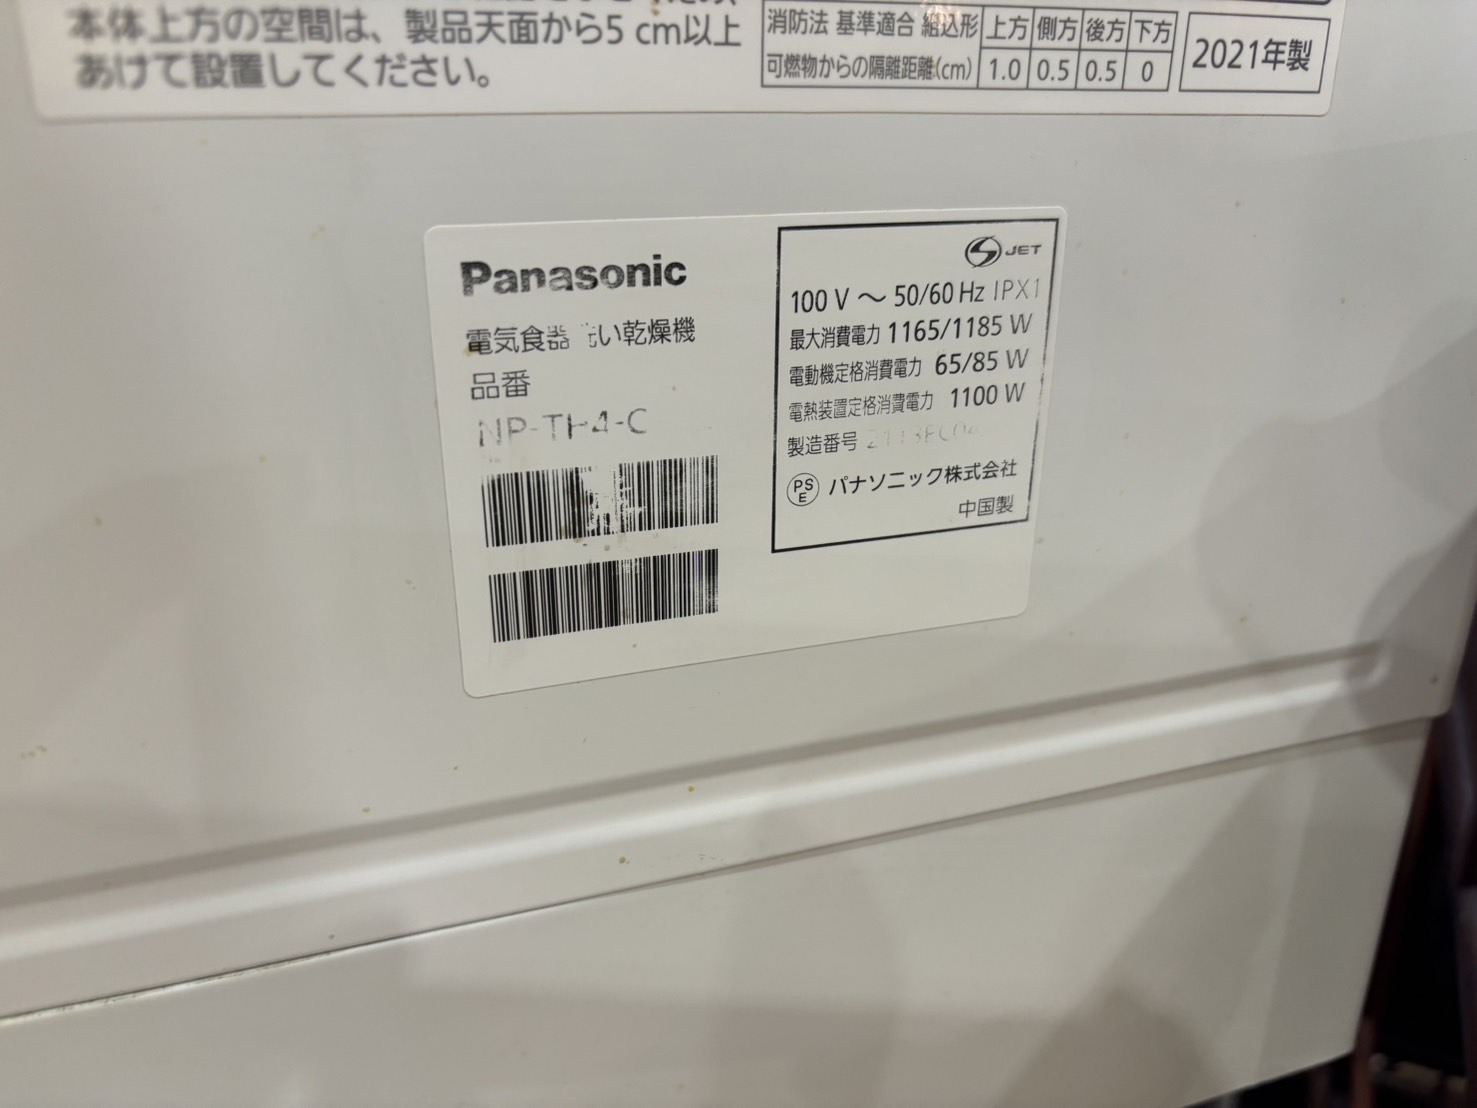 本体上方の空間は、製品天面から5 cm以上
あけて設置してください。
消防法 基準適合 組込形 上方 側方 後方 下方
可燃物からの隔離距離(cm) 1.0 0.5 0.5 0
2021年製
Panasonic
電気食器洗い乾燥機
品番
NP-TH4-C
JET
100 V ～ 50/60 Hz IPX1
最大消費電力 1165/1185 W
電動機定格消費電力 65/85 W
電熱装置定格消費電力 1100 W
製造番号
PS
E
パナソニック株式会社
中国製